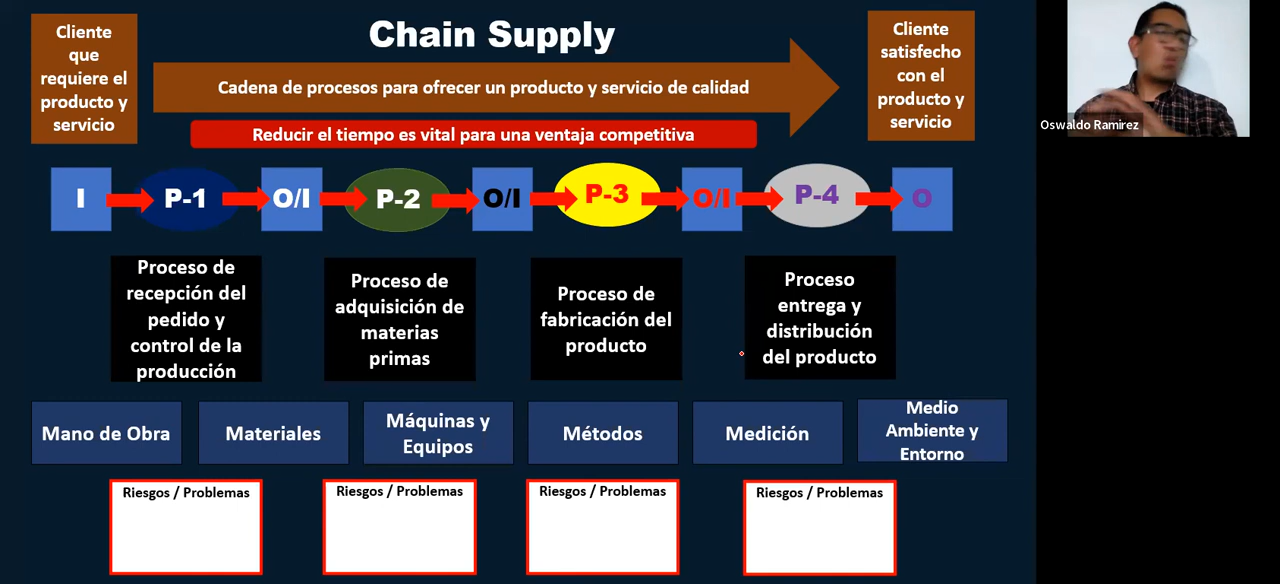 Chain Supply
Cliente
que
requiere el
producto y
servicio
Cadena de procesos para ofrecer un producto y servicio de calidad
Reducir el tiempo es vital para una ventaja competitiva
Cliente
satisfecho
con el
producto y
servicio
Oswaldo Ramirez
I P-1 O/I P-2 O/I P-3 O/I P-4 O
Proceso de
recepción del
pedido y
control de la
producción
Proceso de
adquisición de
materias
primas
Proceso de
fabricación del
producto
Proceso
entrega y
distribución
del producto
Mano de Obra
Materiales
Máquinas y
Equipos
Métodos
Medición
Medio
Ambiente y
Entorno
Riesgos / Problemas
Riesgos / Problemas
Riesgos / Problemas
Riesgos / Problemas